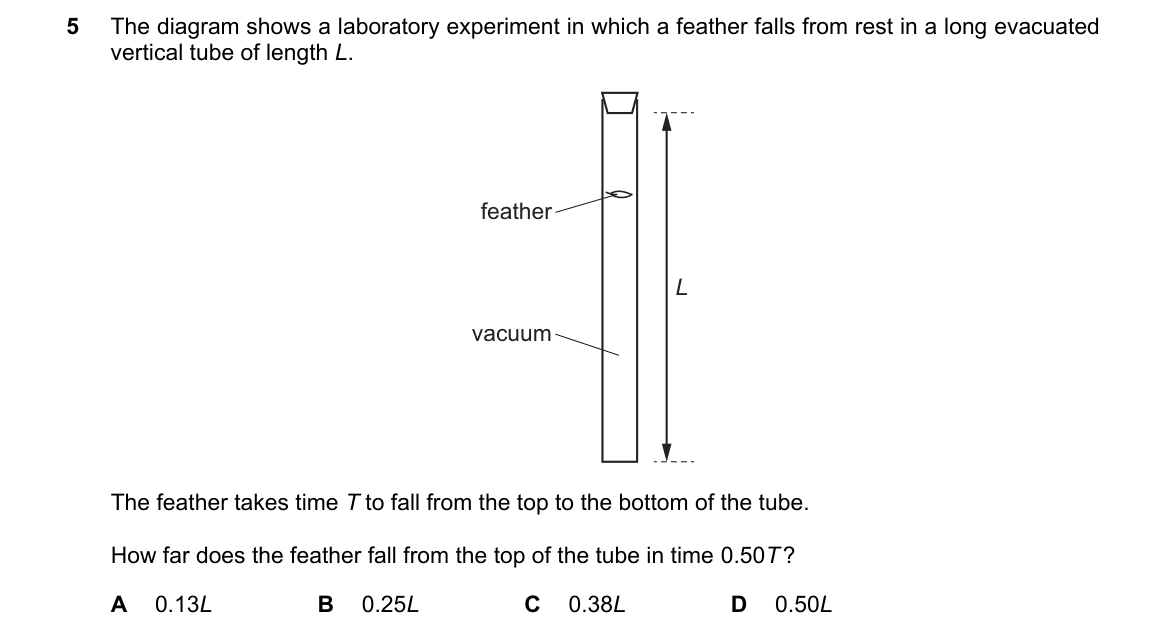 5 The diagram shows a laboratory experiment in which a feather falls from rest in a long evacuated
vertical tube of length L.
feather
L
vacuum
The feather takes time T to fall from the top to the bottom of the tube.
How far does the feather fall from the top of the tube in time 0.50T?
A 0.13L B 0.25L C 0.38L D 0.50L